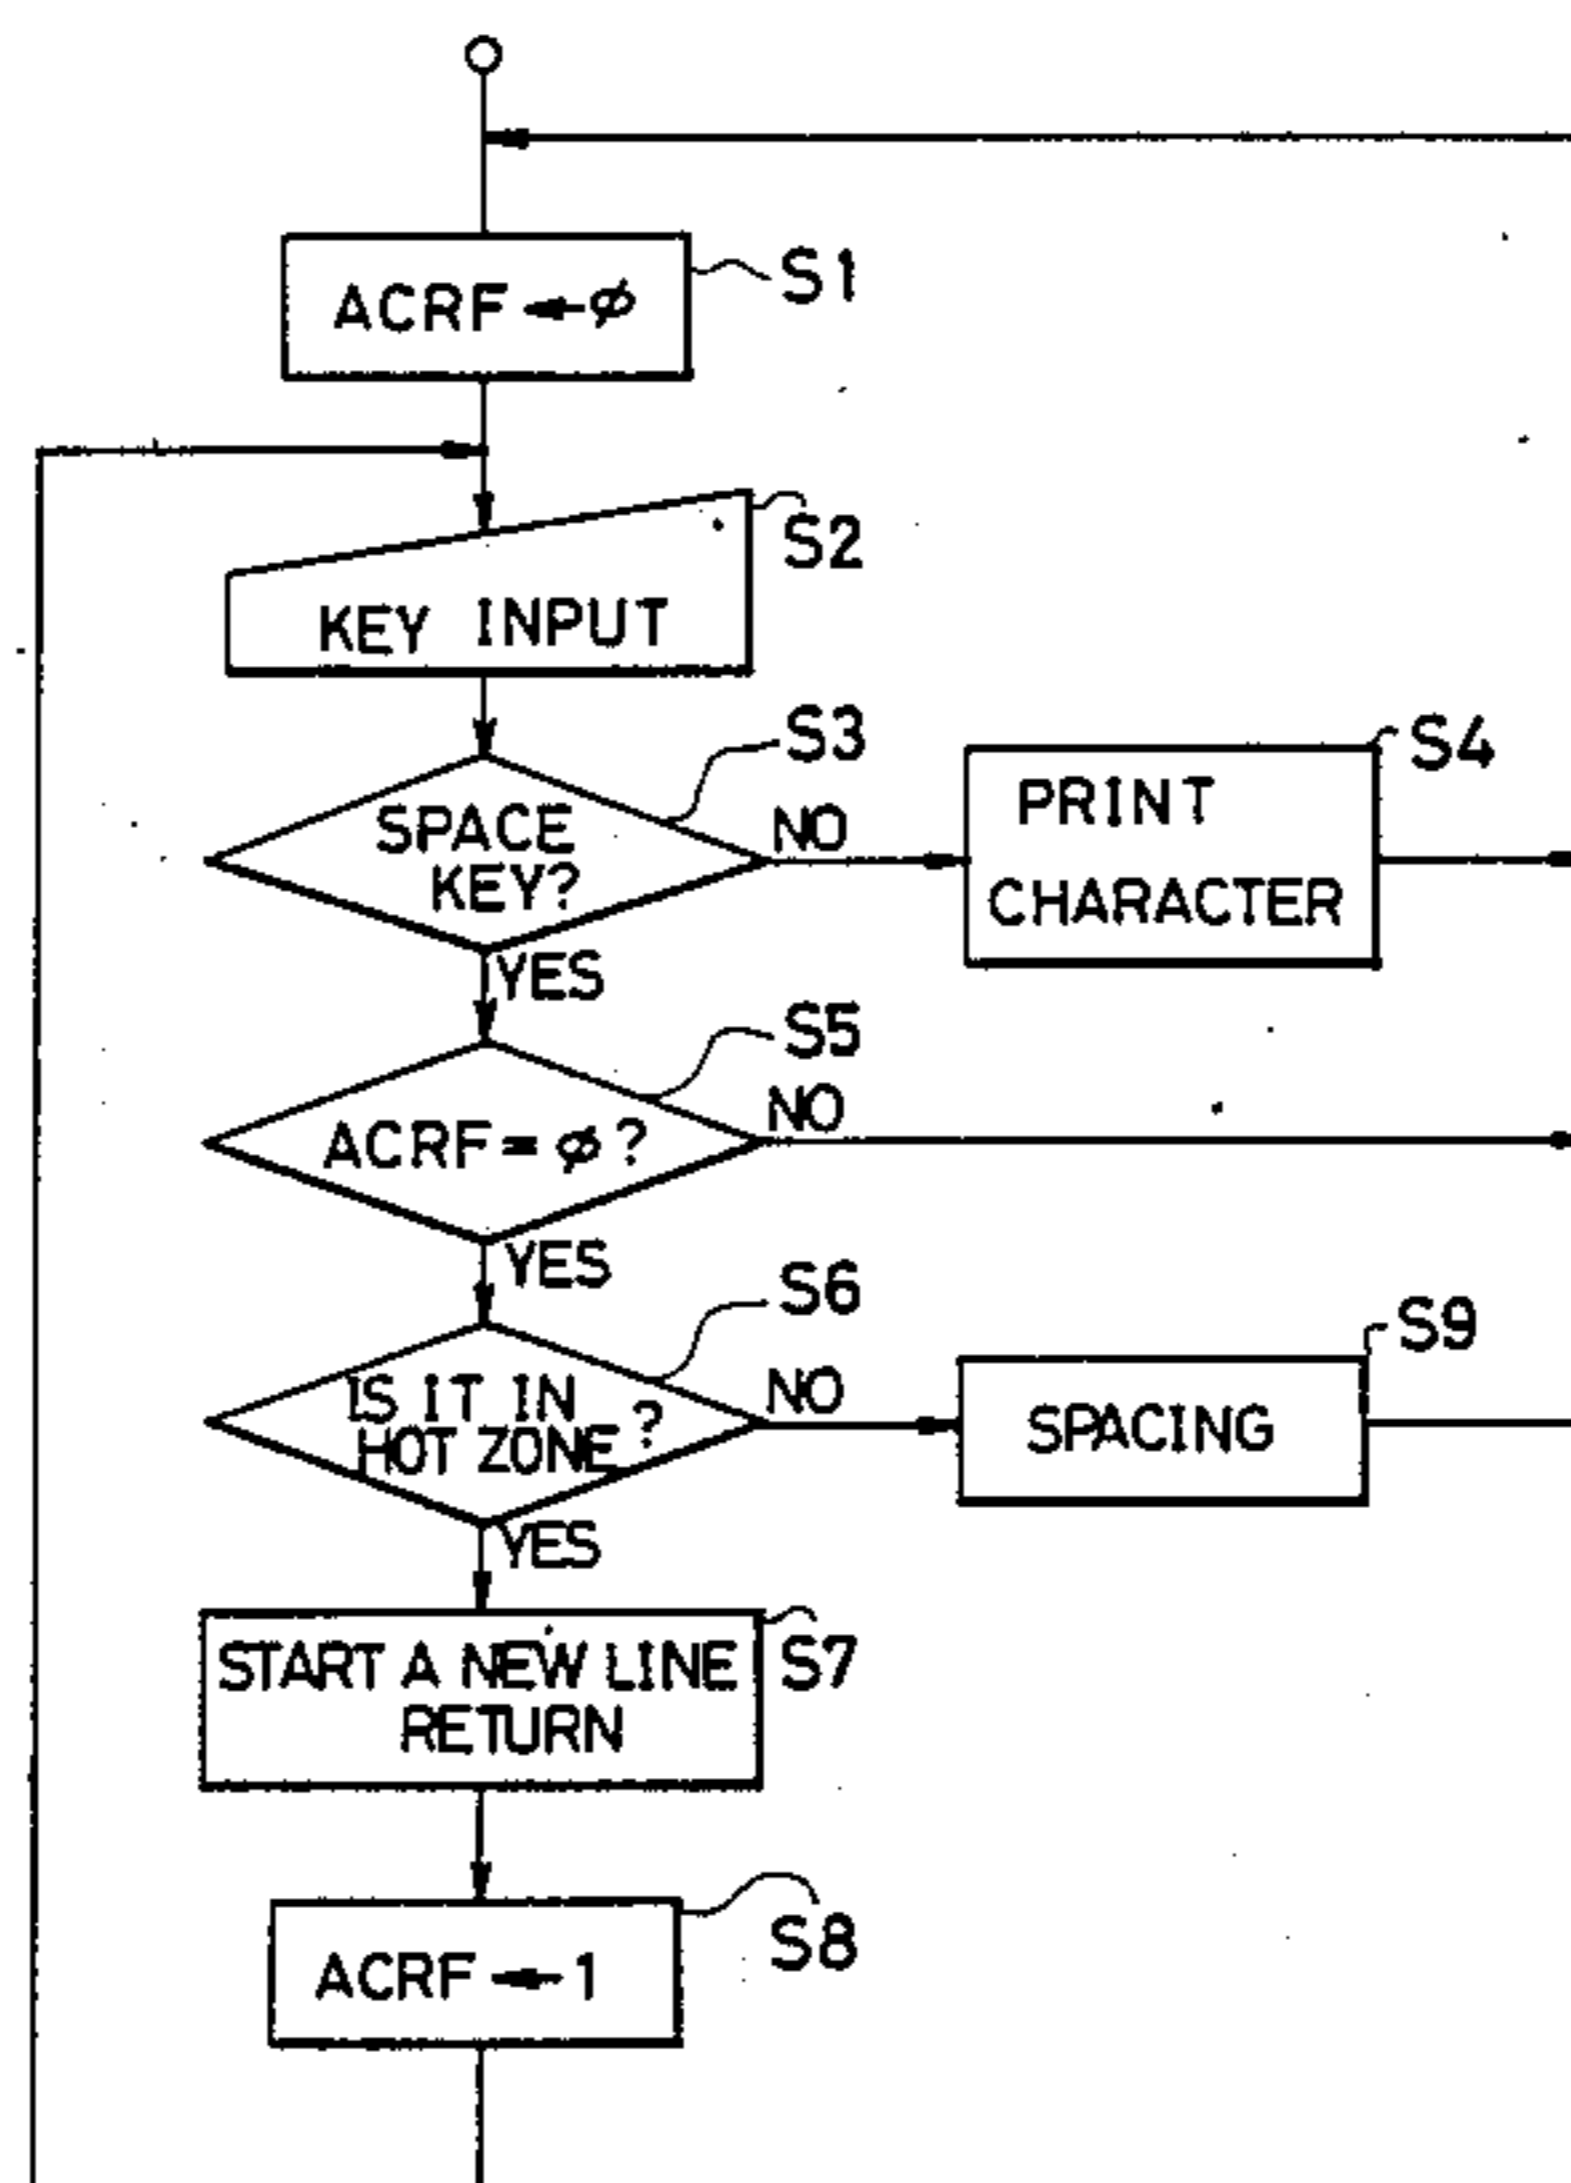 S1
ACRF←ø
S2
KEY INPUT
S3
SPACE
KEY?
NO
S4
PRINT
CHARACTER
YES
S5
ACRF=ø?
NO
YES
S6
IS IT IN
HOT ZONE?
NO
S9
SPACING
YES
S7
START A NEW LINE
RETURN
S8
ACRF←1